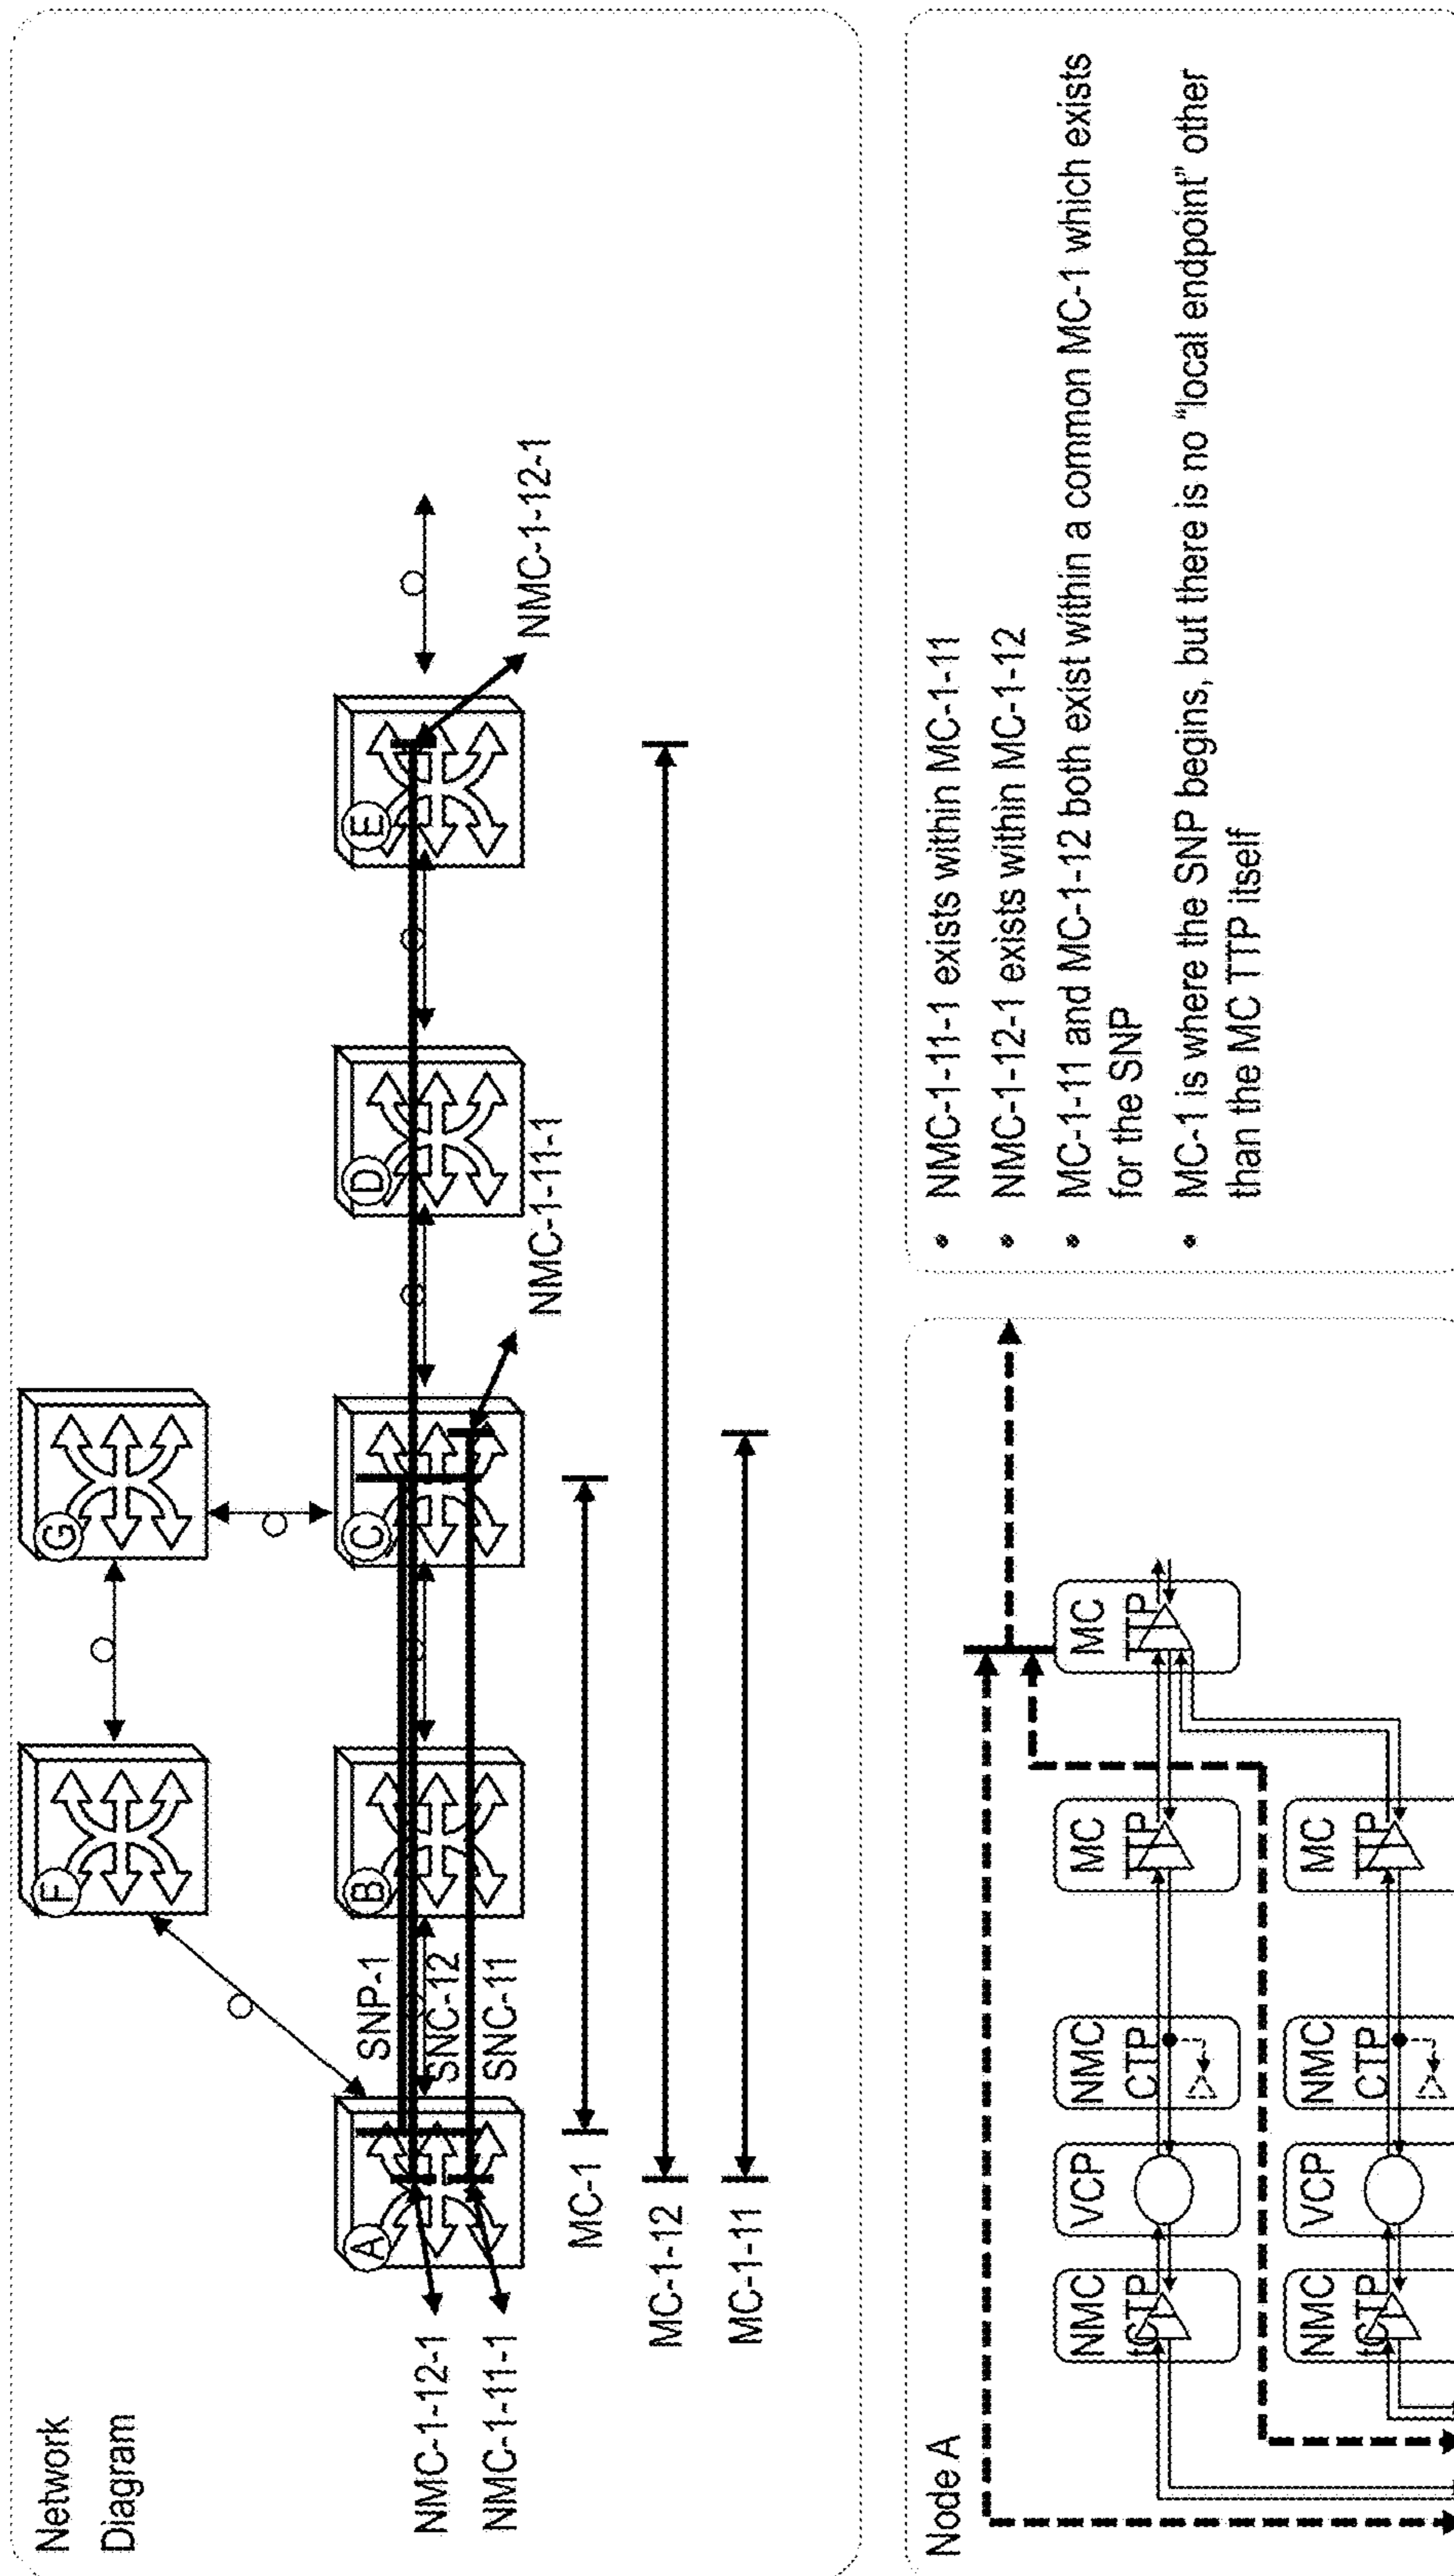 Network
Diagram
F
G
A
B
C
D
E
SNP-1
SNC-12
SNC-11
NMC-1-12-1
NMC-1-11-1
NMC-1-11-1
NMC-1-12-1
MC-1
MC-1-12
MC-1-11
Node A
NMC
fCTP
VCP
NMC
CTP
MC
TTP
MC
TTP
NMC
fCTP
VCP
NMC
CTP
MC
TTP
• NMC-1-11-1 exists within MC-1-11
• NMC-1-12-1 exists within MC-1-12
• MC-1-11 and MC-1-12 both exist within a common MC-1 which exists
for the SNP
• MC-1 is where the SNP begins, but there is no "local endpoint" other
than the MC TTP itself